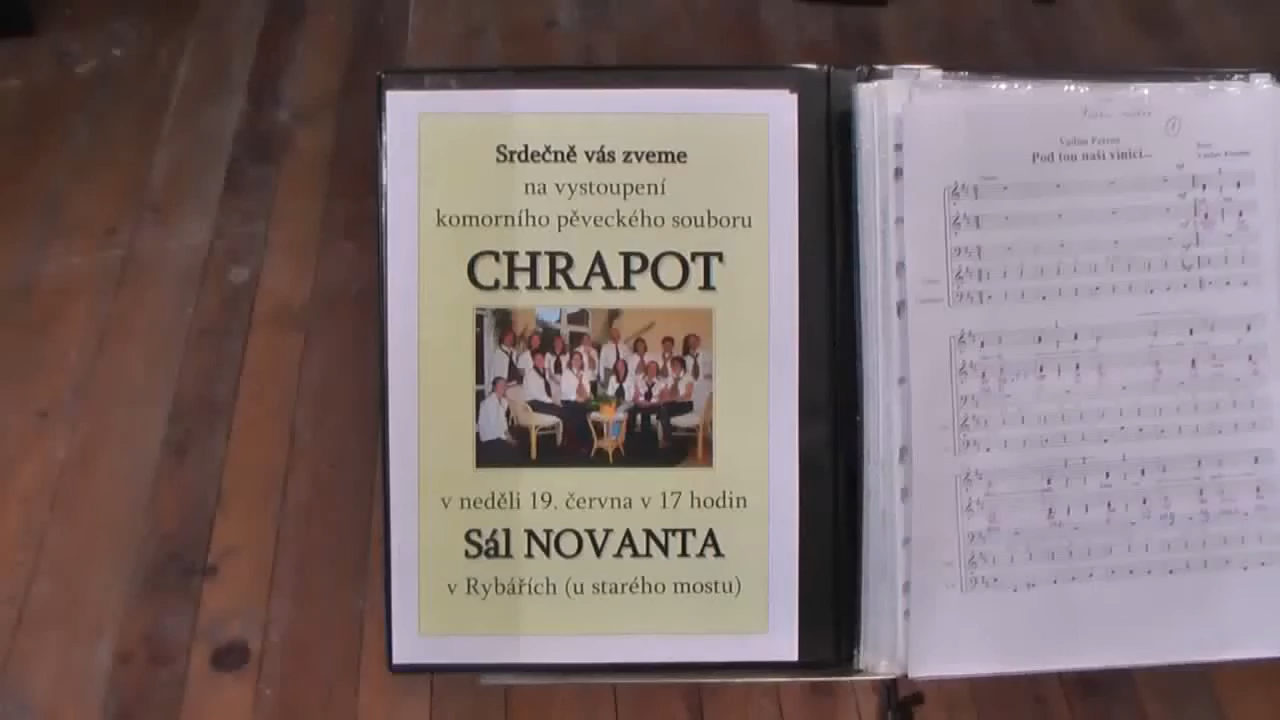 Srdečně vás zveme
na vystoupení
komorního pěveckého souboru
CHRAPOT
v neděli 19. června v 17 hodin
Sál NOVANTA
v Rybářích (u starého mostu)
1
Pod tou naší vinicí...